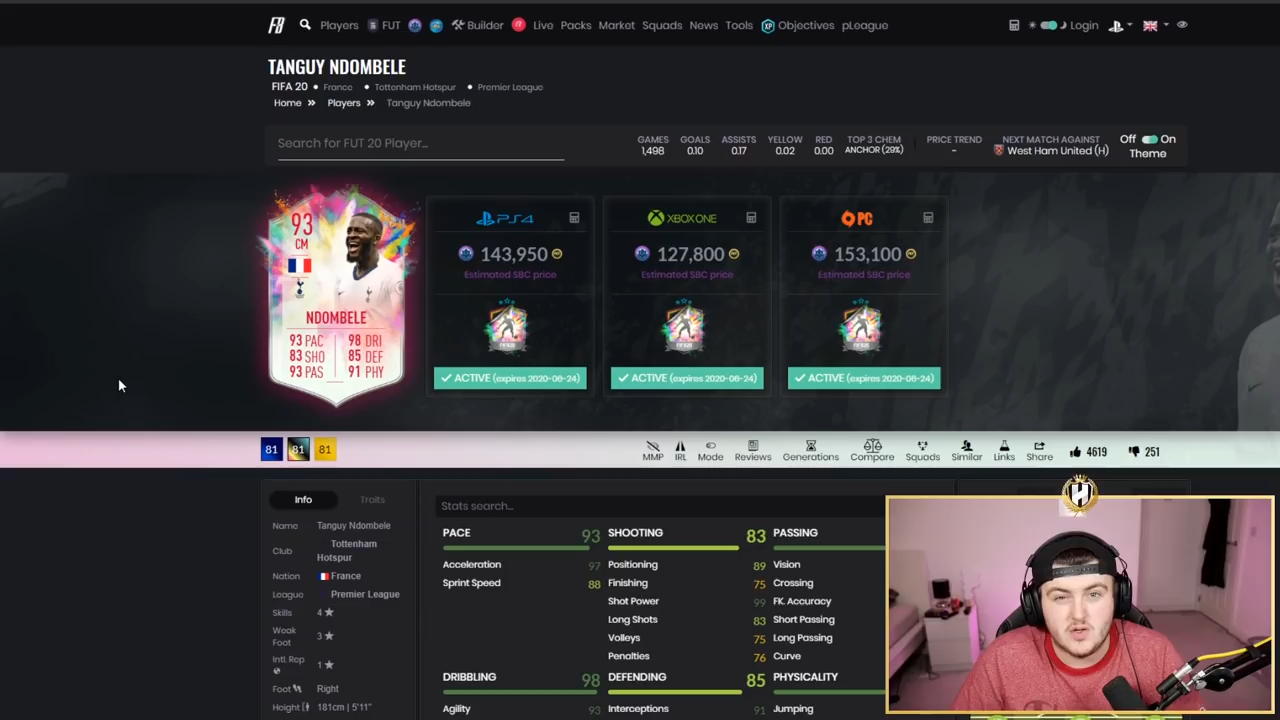 FB Players FUT Builder Live Packs Market Squads News Tools XP Objectives pLeague Login
TANGUY NDOMBELE
FIFA 20 • France • Tottenham Hotspur • Premier League
Home » Players » Tanguy Ndombele
Search for FUT 20 Player...
GAMES GOALS ASSISTS YELLOW RED TOP 3 CHEM PRICE TREND NEXT MATCH AGAINST Off On
1,498 0.10 0.17 0.02 0.00 ANCHOR (29%) - West Ham United (H) Theme
93
CM
NDOMBELE
93 PAC 98 DRI
83 SHO 85 DEF
93 PAS 91 PHY
PS4
143,950
Estimated SBC price
ACTIVE (expires 2020-06-24)
XBOX ONE
127,800
Estimated SBC price
ACTIVE (expires 2020-06-24)
PC
153,100
Estimated SBC price
ACTIVE (expires 2020-06-24)
81 81 81
MMP IRL Mode Reviews Generations Compare Squads Similar Links Share 4619 251
Info Traits
Name Tanguy Ndombele
Club Tottenham
Hotspur
Nation France
League Premier League
Skills 4★
Weak
Foot 3★
Intl. Rep 1★
Foot Right
Height 181cm | 5'11"
Stats search...
PACE 93
Acceleration 97
Sprint Speed 88
SHOOTING 83
Positioning 89
Finishing 75
Shot Power 99
Long Shots 83
Volleys 75
Penalties 76
PASSING
Vision
Crossing
FK. Accuracy
Short Passing
Long Passing
Curve
DRIBBLING 98
Agility 93
DEFENDING 85
Interceptions 91
PHYSICALITY
Jumping
H